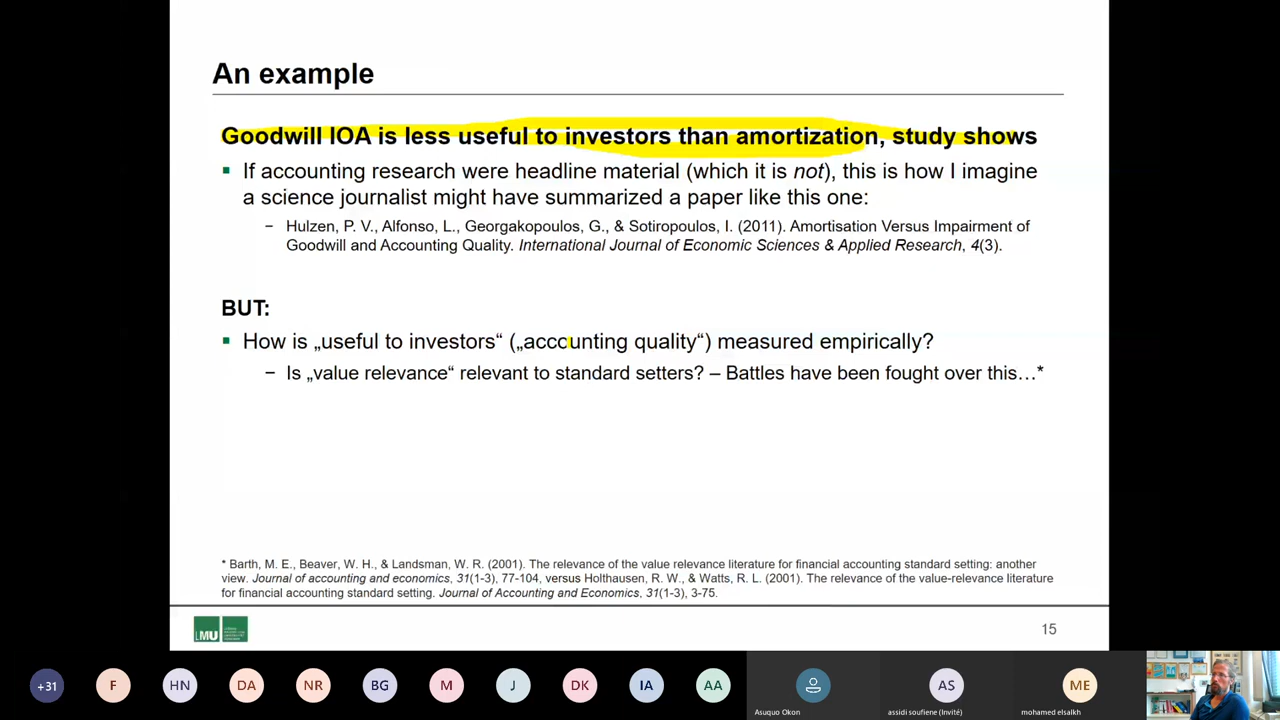 An example
Goodwill IOA is less useful to investors than amortization, study shows
▪ If accounting research were headline material (which it is not), this is how I imagine
a science journalist might have summarized a paper like this one:
− Hulzen, P. V., Alfonso, L., Georgakopoulos, G., & Sotiropoulos, I. (2011). Amortisation Versus Impairment of
Goodwill and Accounting Quality. International Journal of Economic Sciences & Applied Research, 4(3).
BUT:
▪ How is „useful to investors“ („acccunting quality“) measured empirically?
− Is „value relevance“ relevant to standard setters? – Battles have been fought over this…*
* Barth, M. E., Beaver, W. H., & Landsman, W. R. (2001). The relevance of the value relevance literature for financial accounting standard setting: another
view. Journal of accounting and economics, 31(1-3), 77-104, versus Holthausen, R. W., & Watts, R. L. (2001). The relevance of the value-relevance literature
for financial accounting standard setting. Journal of Accounting and Economics, 31(1-3), 3-75.
LMU
15
+31 F HN DA NR BG M J DK IA AA AS ME
Asuquo Okon assidi soufiene (Invité) mohamed elsalkh